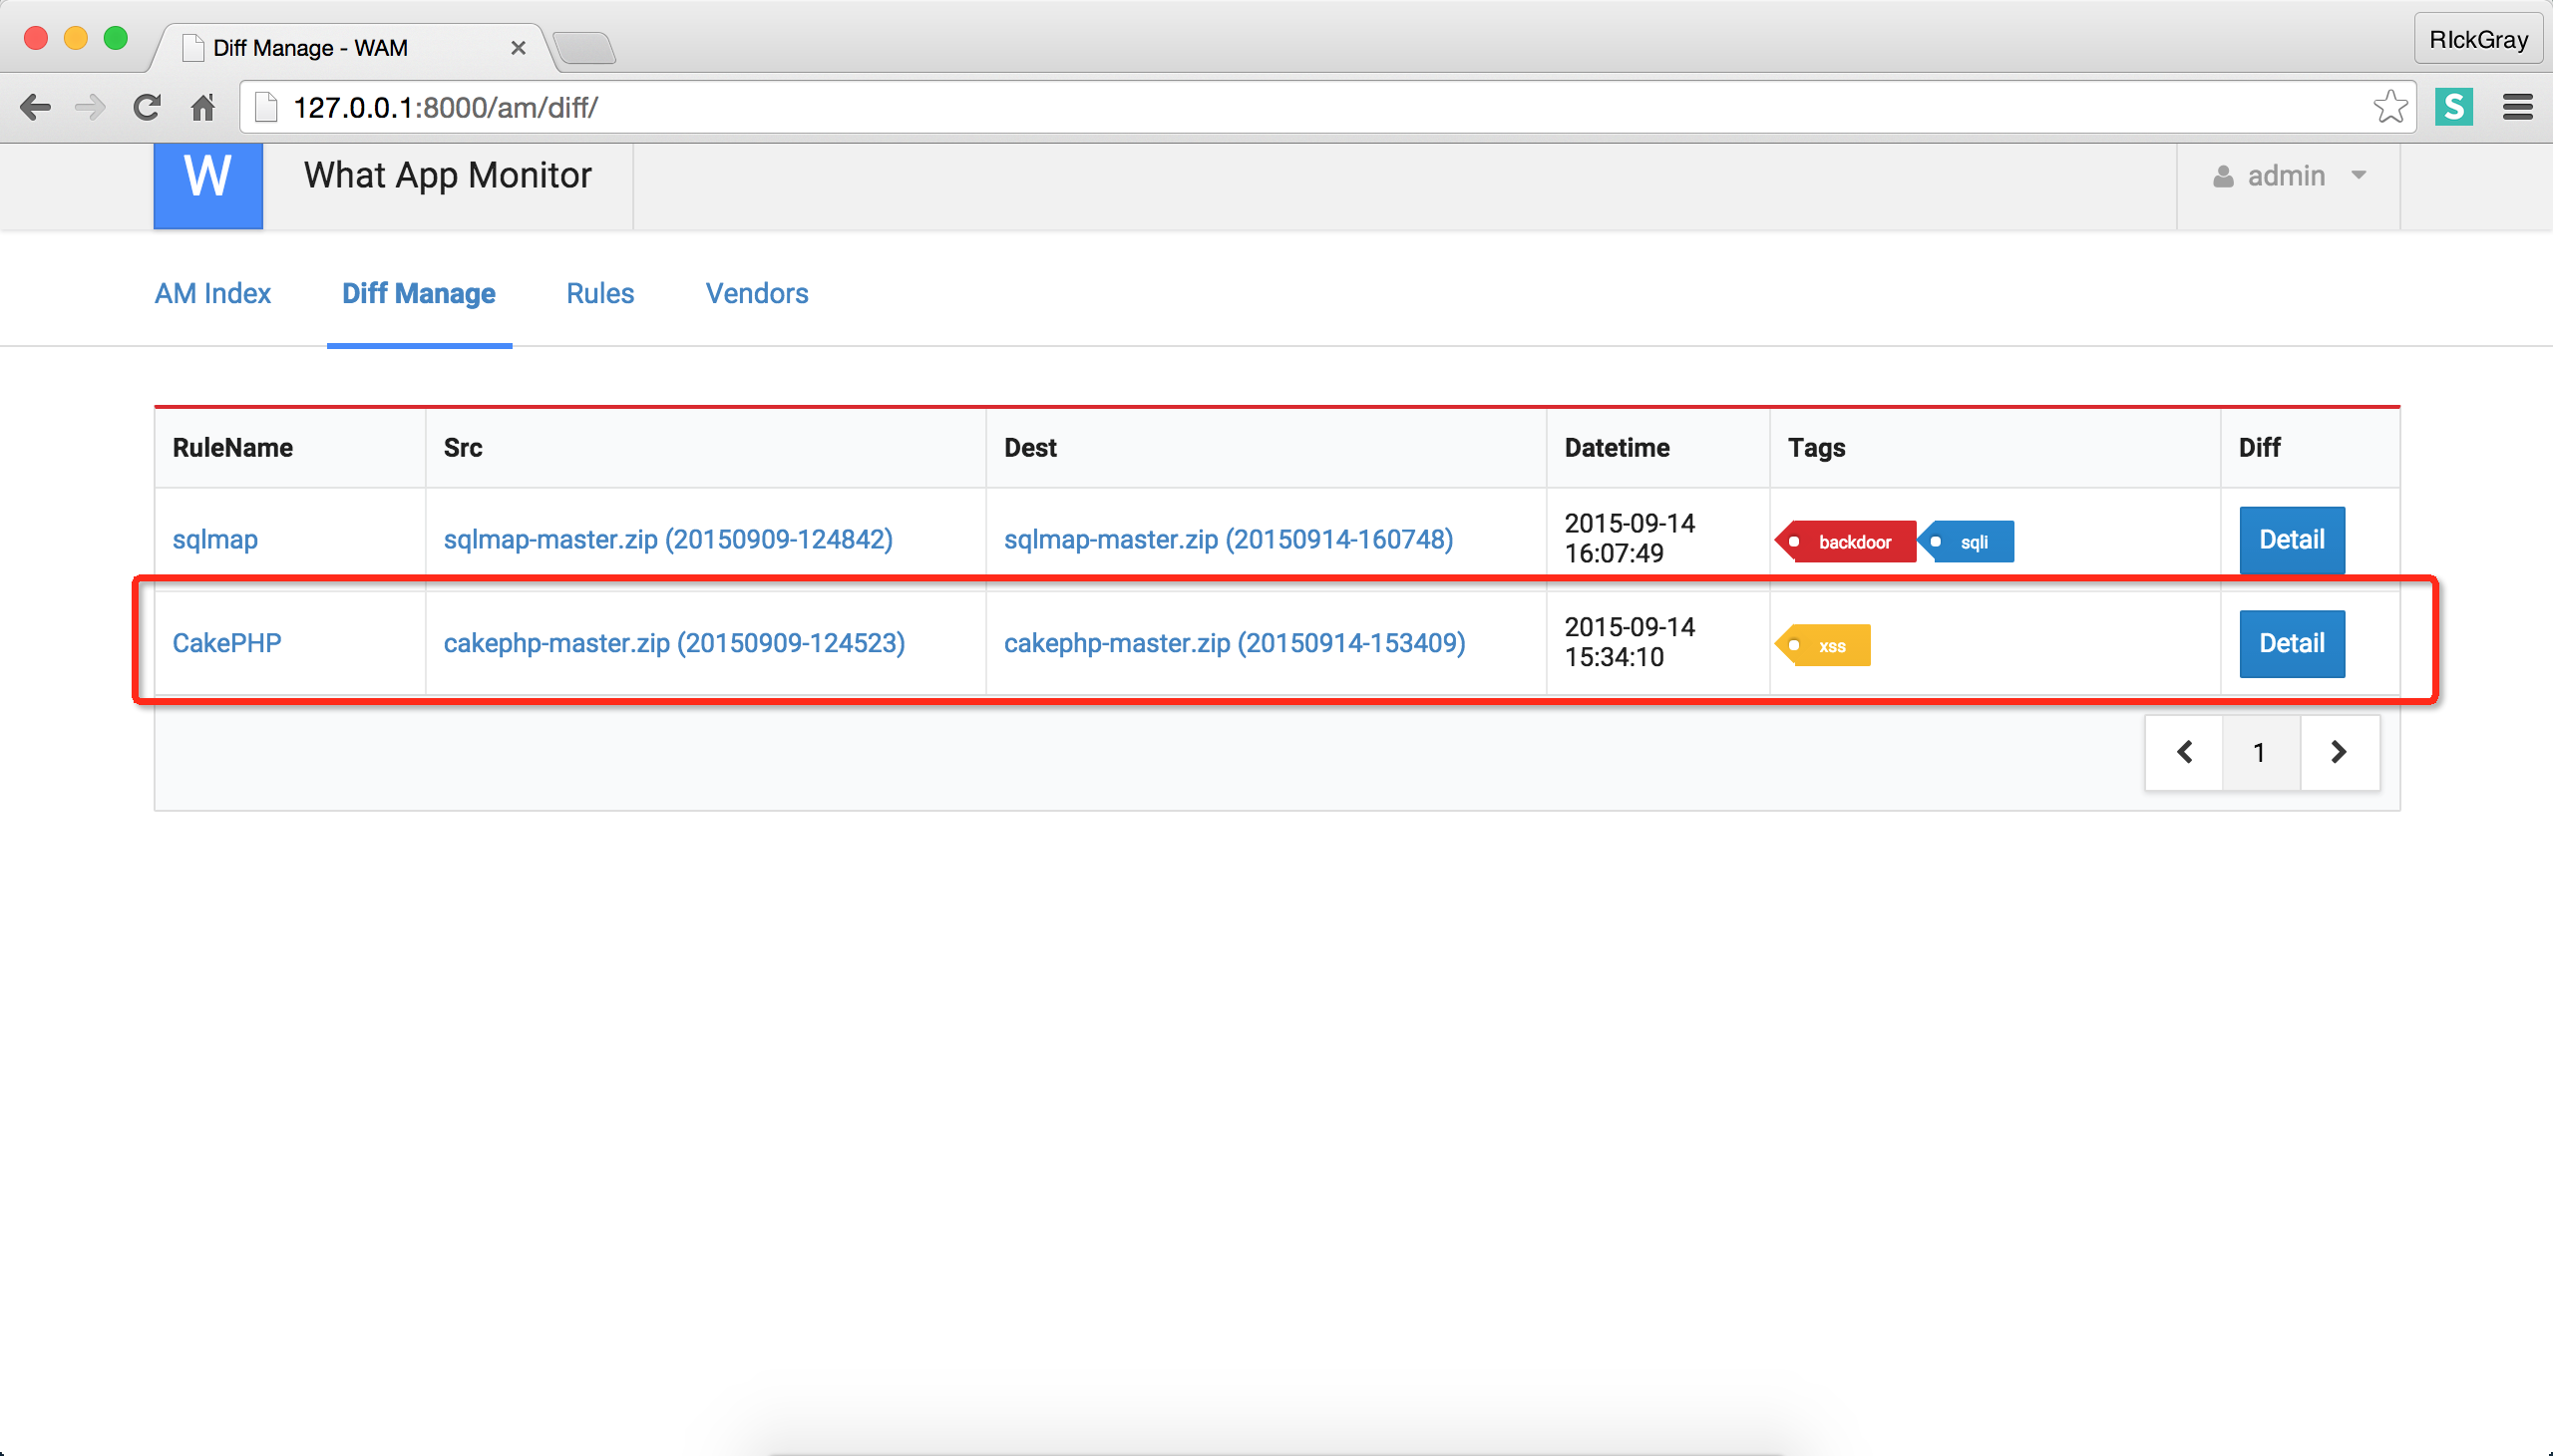 Diff Manage - WAM
RIckGray
127.0.0.1:8000/am/diff/
S
W
What App Monitor
admin
AM Index
Diff Manage
Rules
Vendors
RuleName
Src
Dest
Datetime
Tags
Diff
sqlmap
sqlmap-master.zip (20150909-124842)
sqlmap-master.zip (20150914-160748)
2015-09-14
16:07:49
backdoor
sqli
Detail
CakePHP
cakephp-master.zip (20150909-124523)
cakephp-master.zip (20150914-153409)
2015-09-14
15:34:10
xss
Detail
1